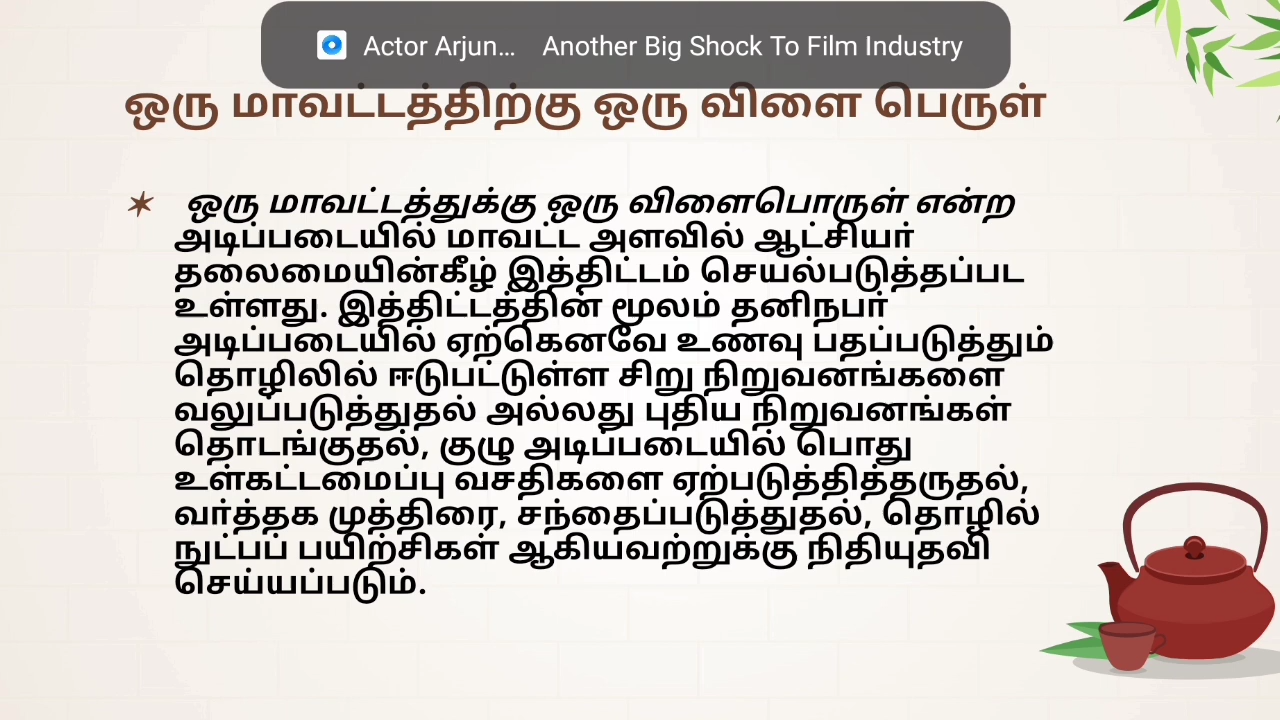 Actor Arjun... Another Big Shock To Film Industry
ஒரு மாவட்டத்திற்கு ஒரு விளை பெருள்
✶ ஒரு மாவட்டத்துக்கு ஒரு விளைபொருள் என்ற
அடிப்படையில் மாவட்ட அளவில் ஆட்சியர்
தலைமையின்கீழ் இத்திட்டம் செயல்படுத்தப்பட
உள்ளது. இத்திட்டத்தின் மூலம் தனிநபர்
அடிப்படையில் ஏற்கெனவே உணவு பதப்படுத்தும்
தொழிலில் ஈடுபட்டுள்ள சிறு நிறுவனங்களை
வலுப்படுத்துதல் அல்லது புதிய நிறுவனங்கள்
தொடங்குதல், குழு அடிப்படையில் பொது
உள்கட்டமைப்பு வசதிகளை ஏற்படுத்தித்தருதல்,
வர்த்தக முத்திரை, சந்தைப்படுத்துதல், தொழில்
நுட்பப் பயிற்சிகள் ஆகியவற்றுக்கு நிதியுதவி
செய்யப்படும்.